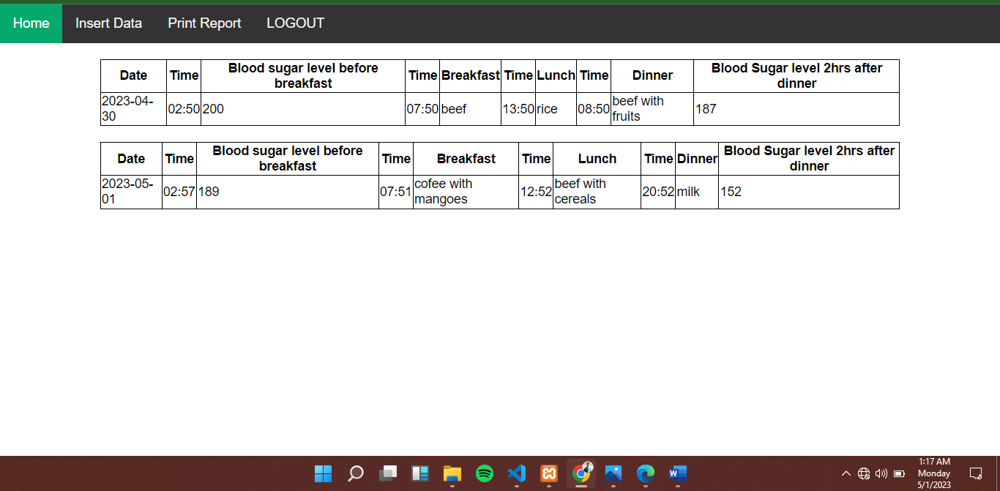 Home Insert Data Print Report LOGOUT
Date Time Blood sugar level before breakfast Time Breakfast Time Lunch Time Dinner Blood Sugar level 2hrs after dinner
2023-04-30 02:50 200 07:50 beef 13:50 rice 08:50 beef with fruits 187
Date Time Blood sugar level before breakfast Time Breakfast Time Lunch Time Dinner Blood Sugar level 2hrs after dinner
2023-05-01 02:57 189 07:51 cofee with mangoes 12:52 beef with cereals 20:52 milk 152
1:17 AM
Monday
5/1/2023